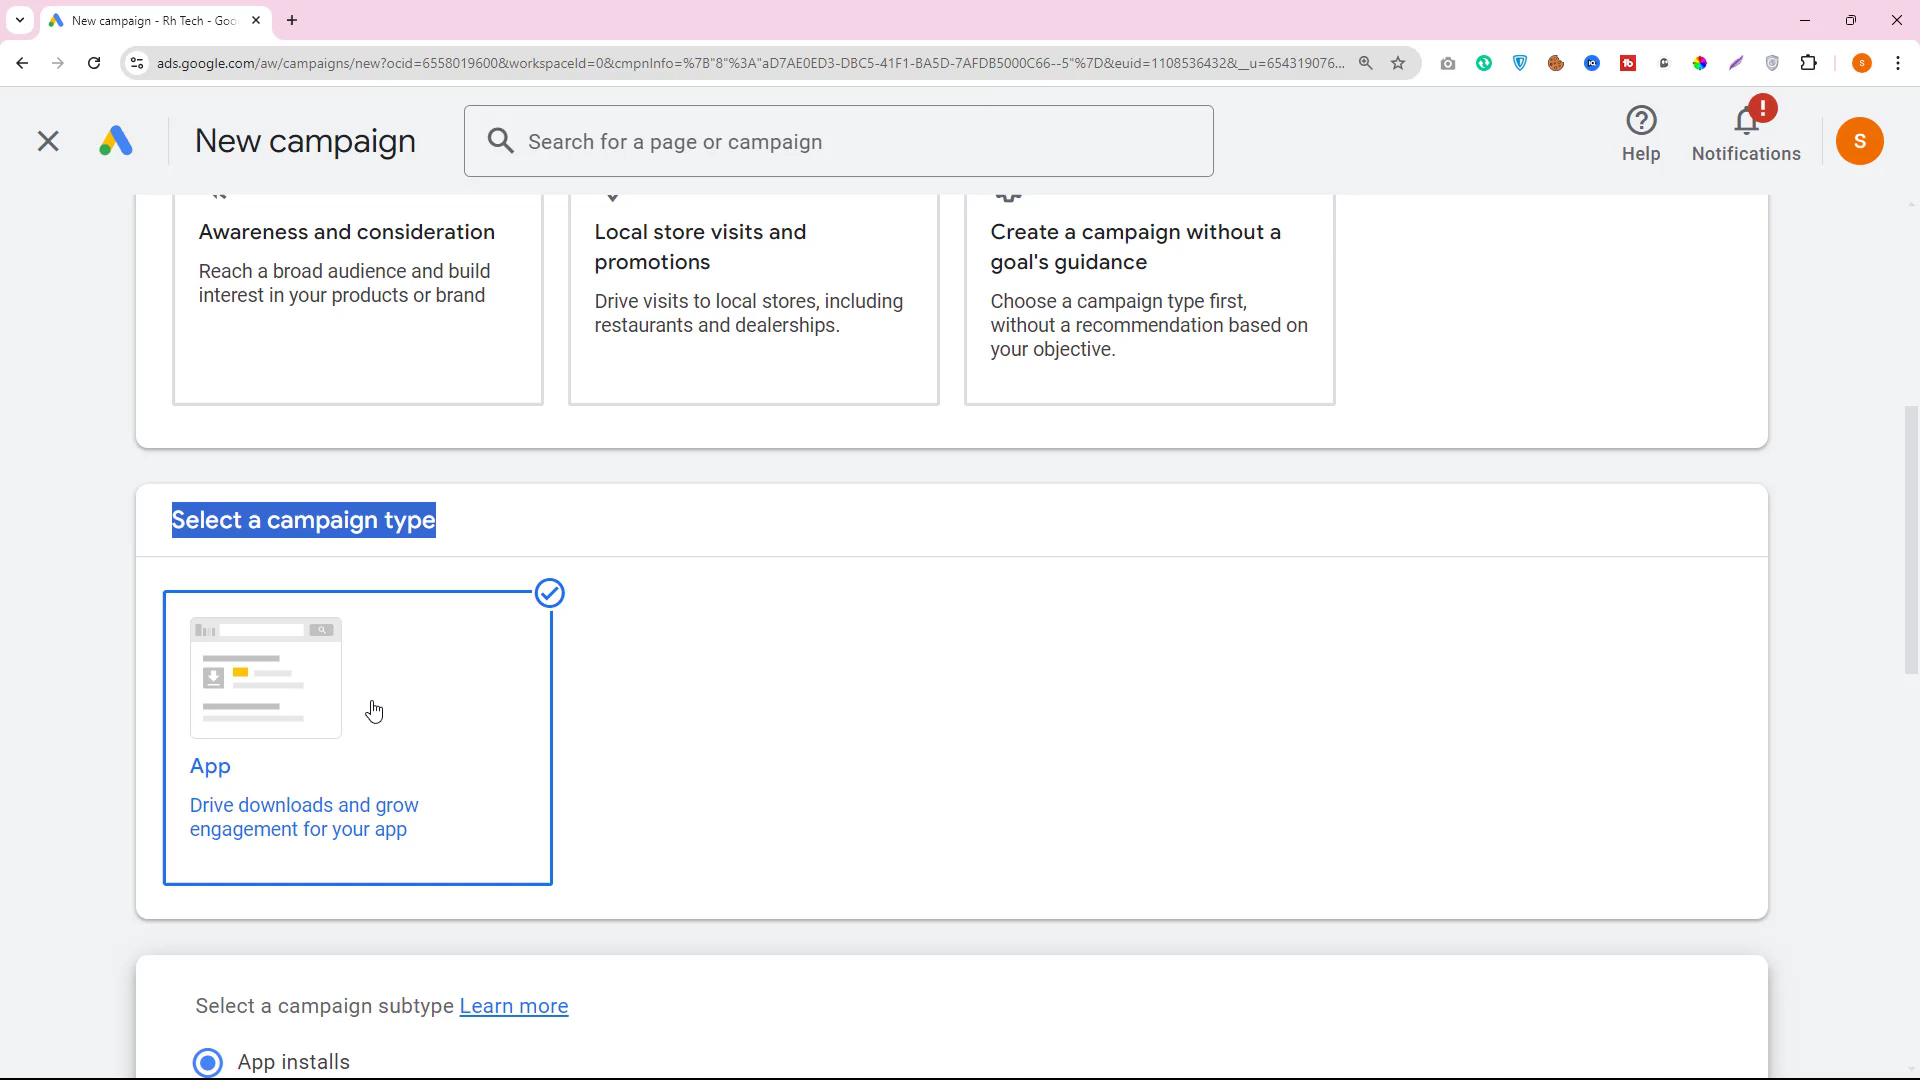 New campaign - Rh Tech - Goo
ads.google.com/aw/campaigns/new?ocid=6558019600&workspaceId=0&cmpnInfo=%7B"8"%3A"aD7AE0ED3-DBC5-41F1-BA5D-7AFDB5000C66--5"%7D&euid=1108536432&__u=654319076...
New campaign
Search for a page or campaign
Help
Notifications
S
Awareness and consideration
Reach a broad audience and build
interest in your products or brand
Local store visits and
promotions
Drive visits to local stores, including
restaurants and dealerships.
Create a campaign without a
goal's guidance
Choose a campaign type first,
without a recommendation based on
your objective.
Select a campaign type
App
Drive downloads and grow
engagement for your app
Select a campaign subtype Learn more
App installs